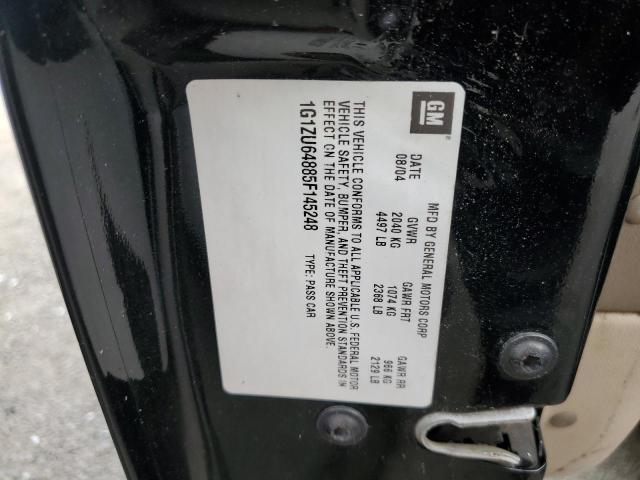 GM
®
MFD BY GENERAL MOTORS CORP
DATE GVWR GAWR FRT GAWR RR
08/04 2040 KG 1074 KG 966 KG
4497 LB 2368 LB 2129 LB
THIS VEHICLE CONFORMS TO ALL APPLICABLE U.S. FEDERAL MOTOR
VEHICLE SAFETY, BUMPER, AND THEFT PREVENTION STANDARDS IN
EFFECT ON THE DATE OF MANUFACTURE SHOWN ABOVE.
1G1ZU64885F145248 TYPE: PASS CAR